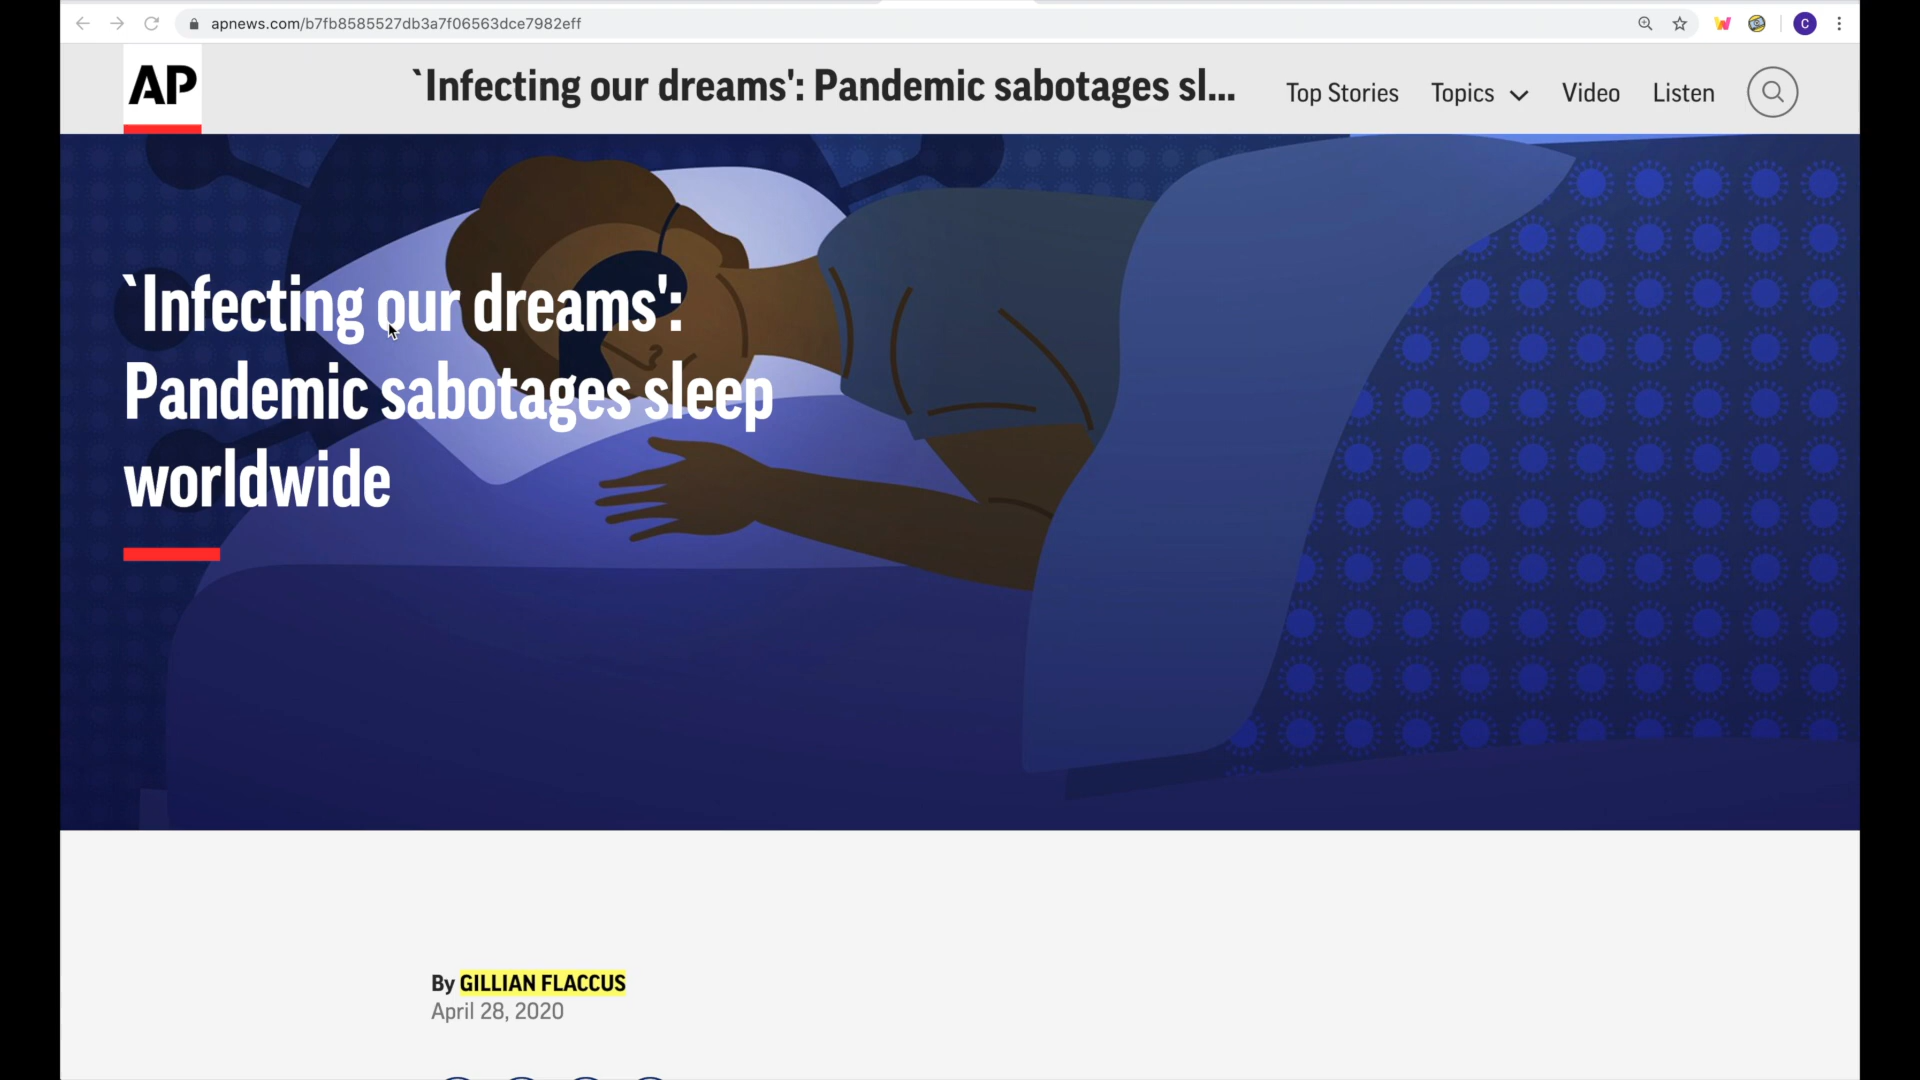 apnews.com/b7fb8585527db3a7f06563dce7982eff
C
AP
`Infecting our dreams': Pandemic sabotages sl...
Top Stories
Topics
Video
Listen
`Infecting our dreams':
Pandemic sabotages sleep
worldwide
By GILLIAN FLACCUS
April 28, 2020